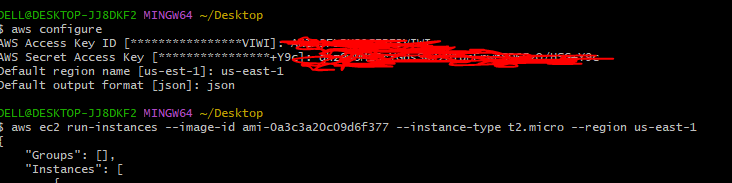 DELL@DESKTOP-JJ8DKF2 MINGW64 ~/Desktop
$ aws configure
AWS Access Key ID [****************VIWI]:
AWS Secret Access Key [****************+Y9c]:
Default region name [us-est-1]: us-east-1
Default output format [json]: json
DELL@DESKTOP-JJ8DKF2 MINGW64 ~/Desktop
$ aws ec2 run-instances --image-id ami-0a3c3a20c09d6f377 --instance-type t2.micro --region us-east-1
{
"Groups": [],
"Instances": [